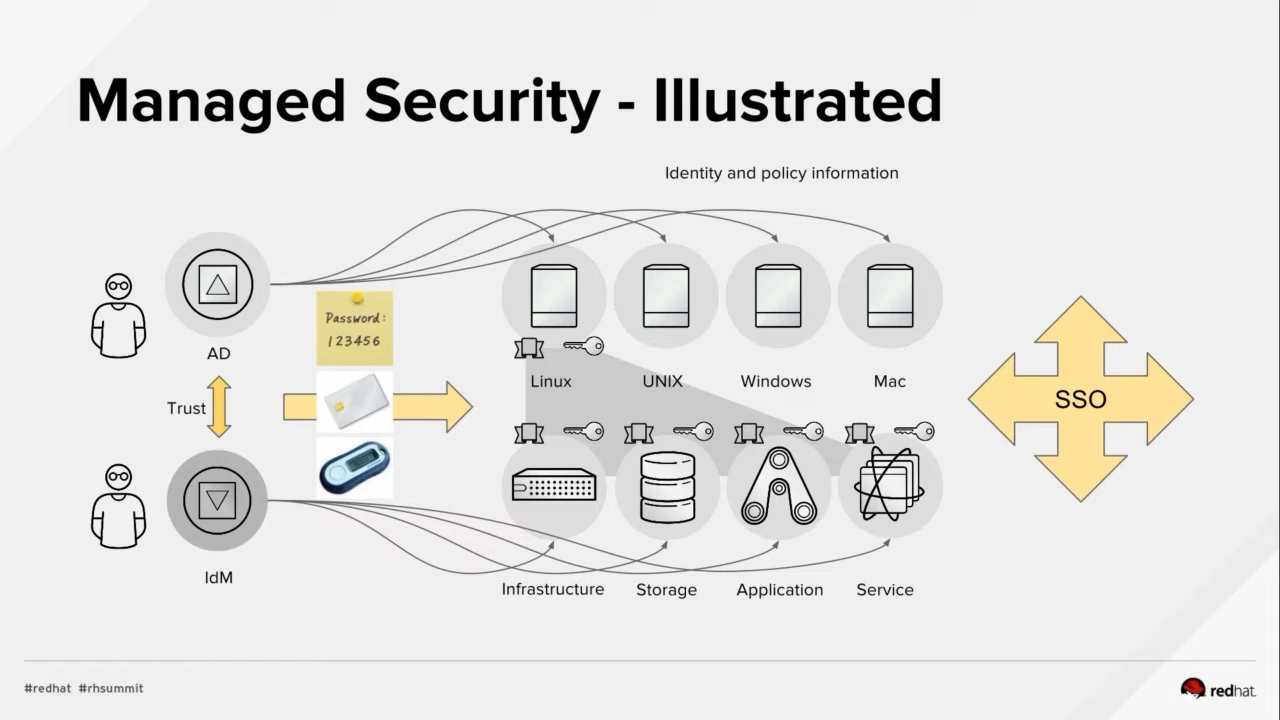 Managed Security - Illustrated
Identity and policy information
AD
Password:
123456
Linux
UNIX
Windows
Mac
Trust
SSO
IdM
Infrastructure
Storage
Application
Service
#redhat #rhsummit
redhat.